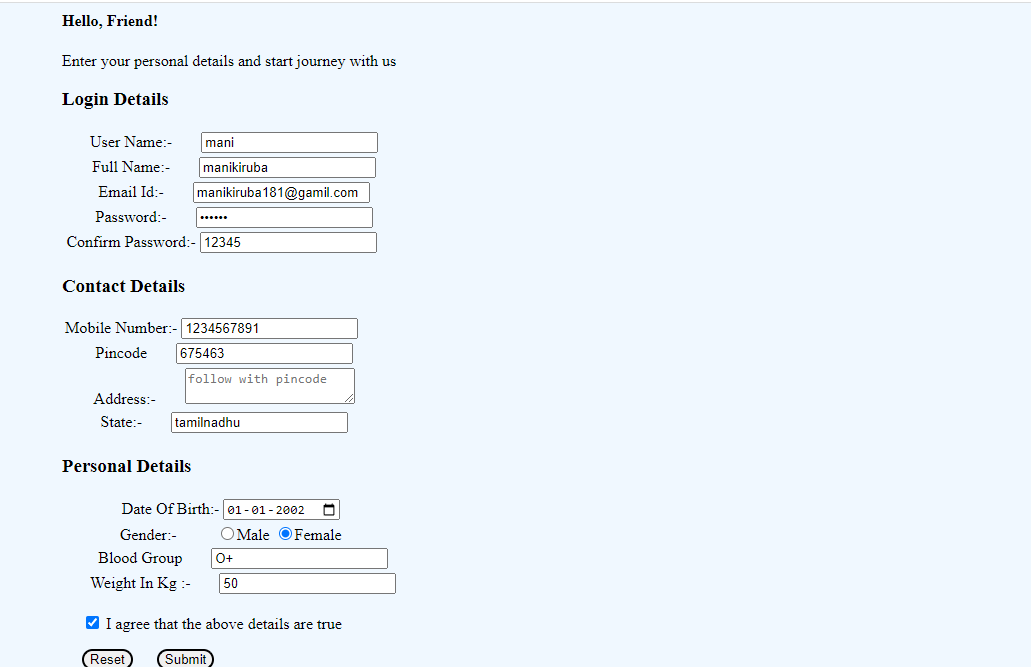 Hello, Friend!
Enter your personal details and start journey with us
Login Details
User Name:- mani
Full Name:- manikiruba
Email Id:- manikiruba181@gamil.com
Password:- ••••••
Confirm Password:- 12345
Contact Details
Mobile Number:- 1234567891
Pincode 675463
Address:- follow with pincode
State:- tamilnadhu
Personal Details
Date Of Birth:- 01-01-2002
Gender:- Male Female
Blood Group O+
Weight In Kg :- 50
I agree that the above details are true
Reset Submit